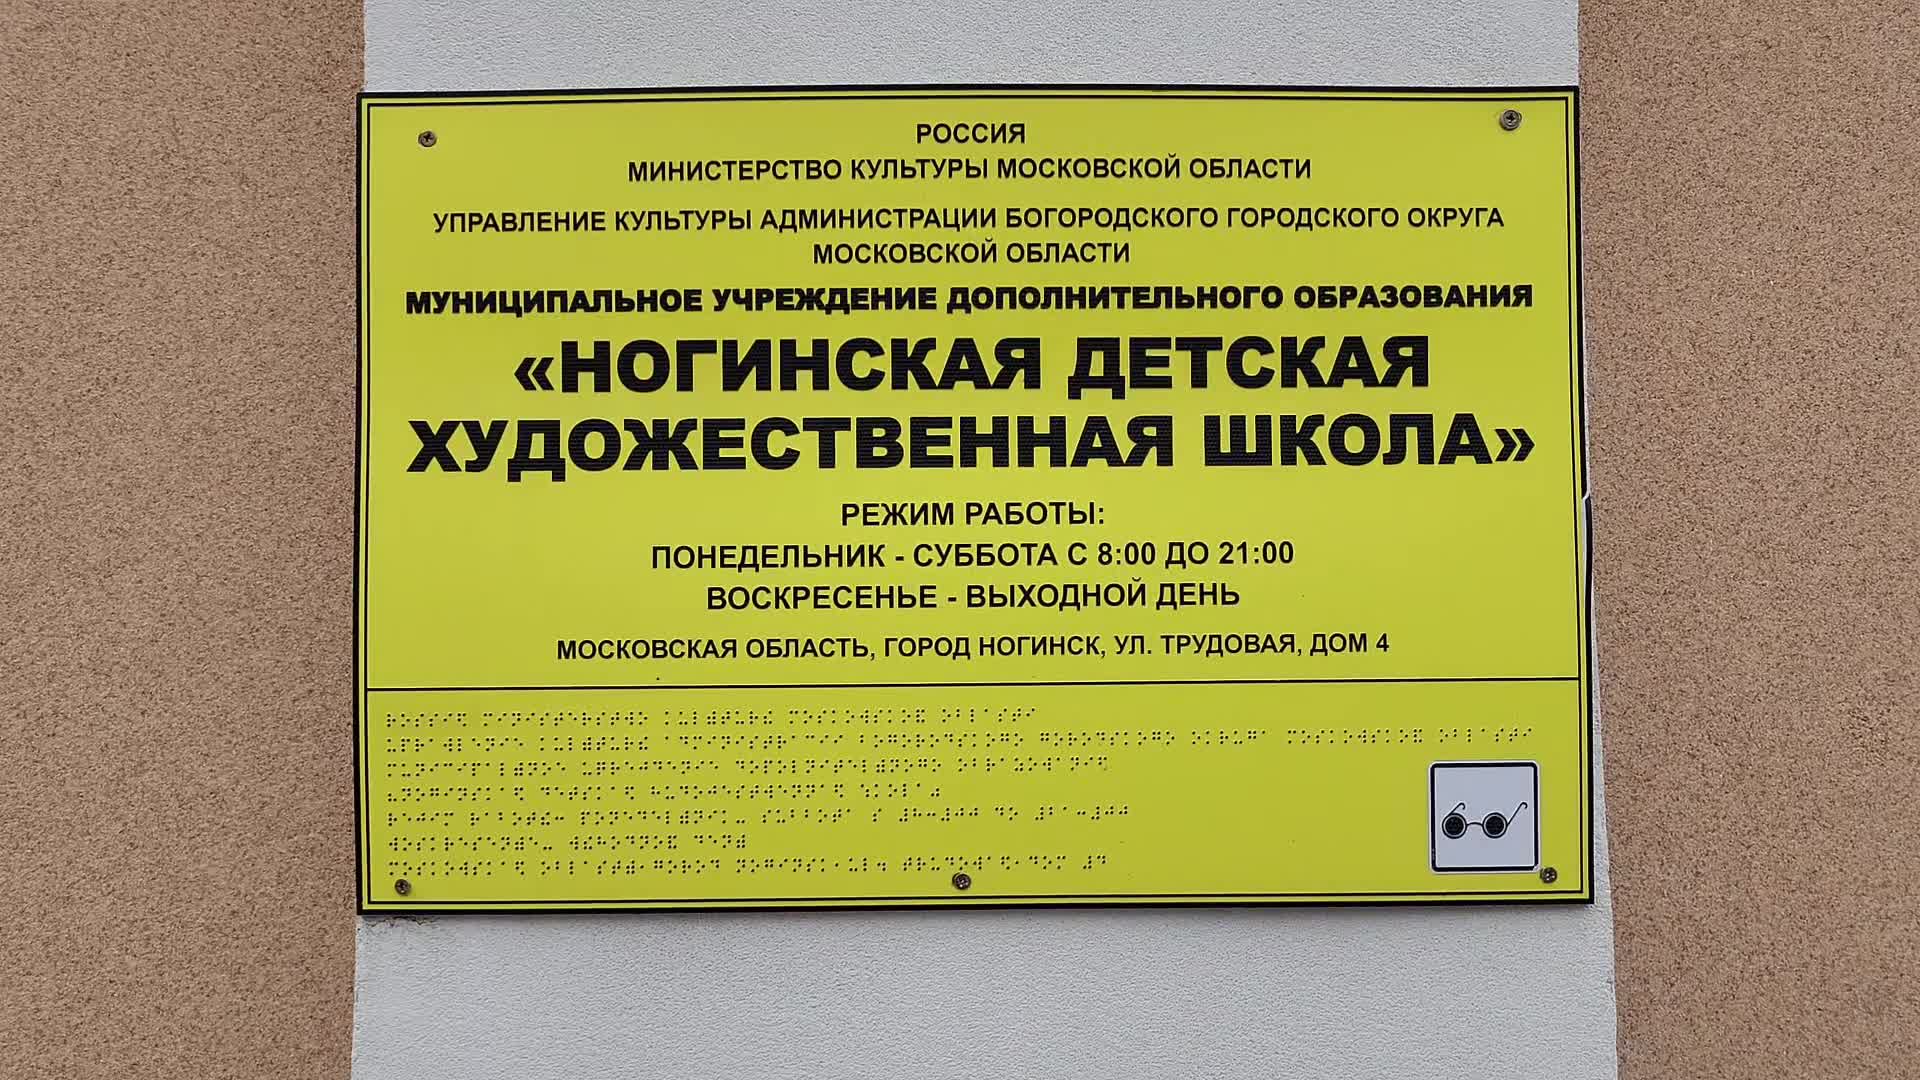 РОССИЯ
МИНИСТЕРСТВО КУЛЬТУРЫ МОСКОВСКОЙ ОБЛАСТИ
УПРАВЛЕНИЕ КУЛЬТУРЫ АДМИНИСТРАЦИИ БОГОРОДСКОГО ГОРОДСКОГО ОКРУГА
МОСКОВСКОЙ ОБЛАСТИ
МУНИЦИПАЛЬНОЕ УЧРЕЖДЕНИЕ ДОПОЛНИТЕЛЬНОГО ОБРАЗОВАНИЯ
«НОГИНСКАЯ ДЕТСКАЯ
ХУДОЖЕСТВЕННАЯ ШКОЛА»
РЕЖИМ РАБОТЫ:
ПОНЕДЕЛЬНИК - СУББОТА С 8:00 ДО 21:00
ВОСКРЕСЕНЬЕ - ВЫХОДНОЙ ДЕНЬ
МОСКОВСКАЯ ОБЛАСТЬ, ГОРОД НОГИНСК, УЛ. ТРУДОВАЯ, ДОМ 4